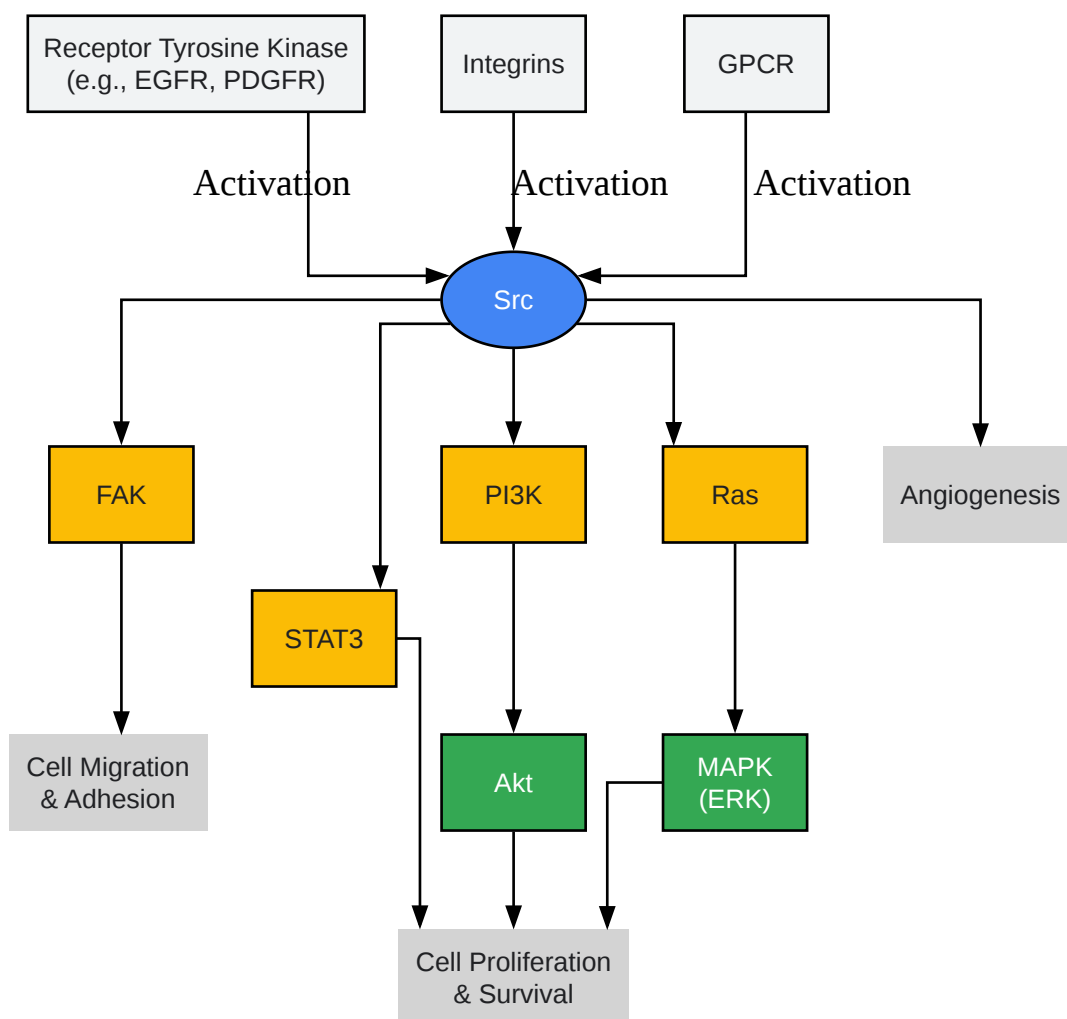 Receptor Tyrosine Kinase
(e.g., EGFR, PDGFR)
Integrins
GPCR
Activation
Activation
Activation
Src
FAK
PI3K
Ras
Angiogenesis
STAT3
Cell Migration
& Adhesion
Akt
MAPK
(ERK)
Cell Proliferation
& Survival